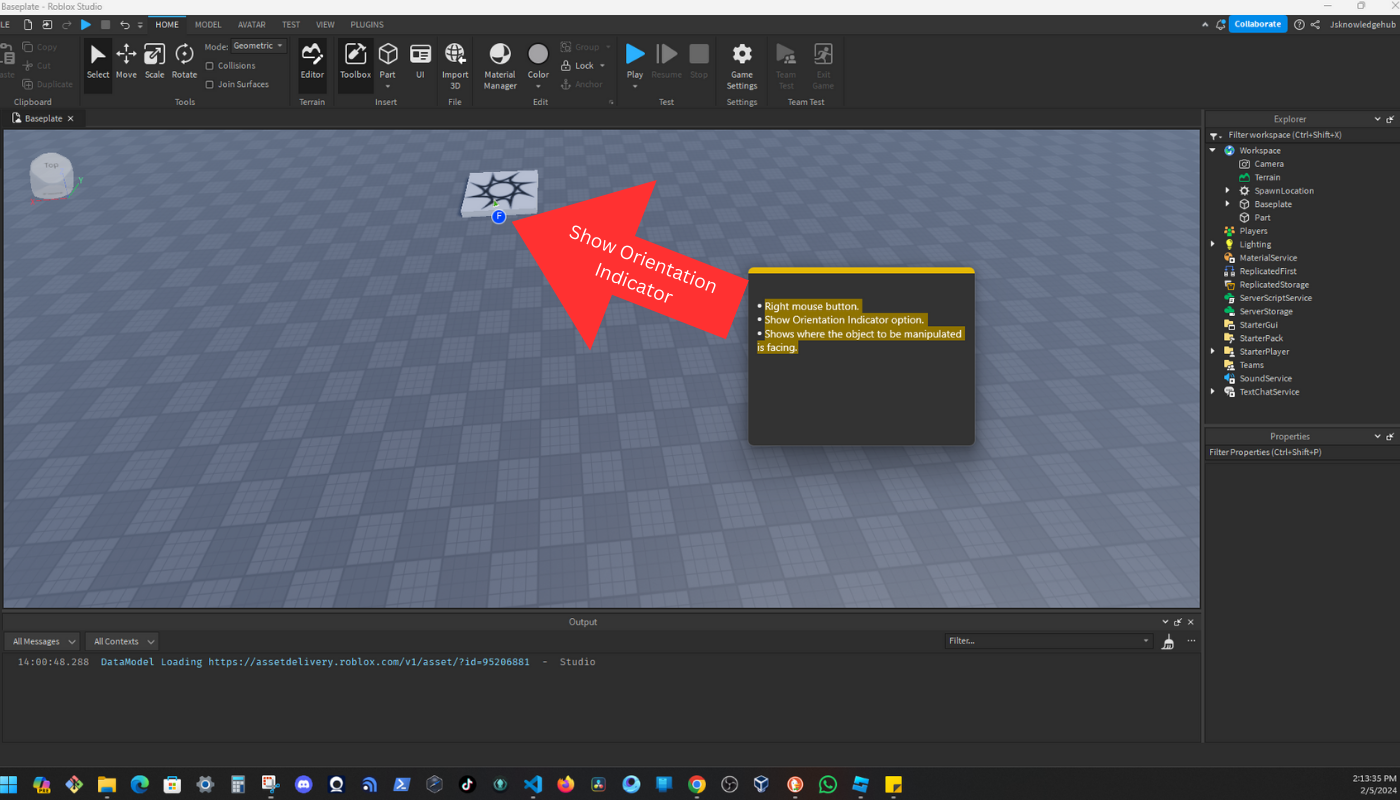 Baseplate - Roblox Studio
LE HOME MODEL AVATAR TEST VIEW PLUGINS Collaborate Jsknowledgehub
Copy
Cut
Duplicate
Clipboard
Select Move Scale Rotate
Mode: Geometric
Collisions
Join Surfaces
Tools
Editor
Terrain
Toolbox Part UI
Insert
Import
3D
File
Material
Manager
Color
Group
Lock
Anchor
Edit
Play Resume Stop
Test
Game
Settings
Settings
Team
Test
Exit
Game
Team Test
Baseplate
Top
Y
F
Show Orientation
Indicator
• Right mouse button.
• Show Orientation Indicator option.
• Shows where the object to be manipulated
is facing.
Explorer
Filter workspace (Ctrl+Shift+X)
Workspace
Camera
Terrain
SpawnLocation
Baseplate
Part
Players
Lighting
MaterialService
ReplicatedFirst
ReplicatedStorage
ServerScriptService
ServerStorage
StarterGui
StarterPack
StarterPlayer
Teams
SoundService
TextChatService
Properties
Filter Properties (Ctrl+Shift+P)
Output
All Messages All Contexts Filter...
14:00:48.288 DataModel Loading https://assetdelivery.roblox.com/v1/asset/?id=95206881 - Studio
2:13:35 PM
2/5/2024